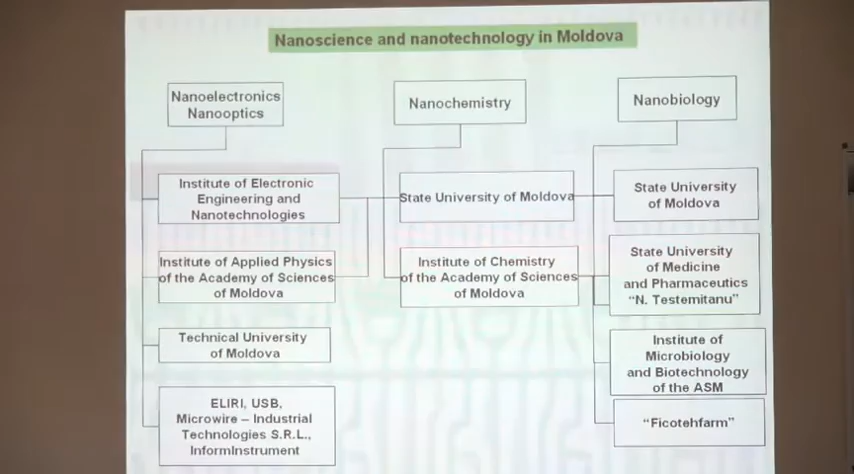 Nanoscience and nanotechnology in Moldova
Nanoelectronics
Nanooptics
Nanochemistry
Nanobiology
Institute of Electronic
Engineering and
Nanotechnologies
Institute of Applied Physics
of the Academy of Sciences
of Moldova
Technical University
of Moldova
ELIRI, USB,
Microwire – Industrial
Technologies S.R.L.,
InformInstrument
State University of Moldova
Institute of Chemistry
of the Academy of Sciences
of Moldova
State University
of Moldova
State University
of Medicine
and Pharmaceutics
“N. Testemitanu”
Institute of
Microbiology
and Biotechnology
of the ASM
“Ficotehfarm”